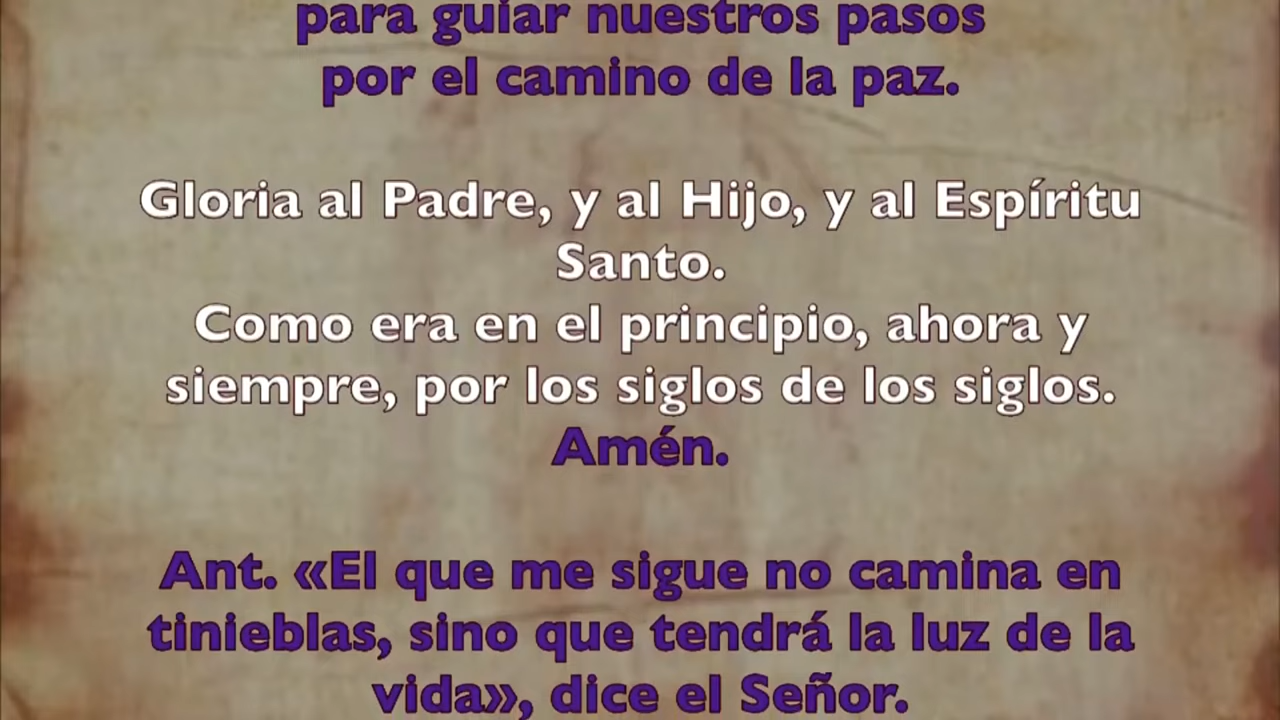 para guiar nuestros pasos
por el camino de la paz.
Gloria al Padre, y al Hijo, y al Espíritu
Santo.
Como era en el principio, ahora y
siempre, por los siglos de los siglos.
Amén.
Ant. «El que me sigue no camina en
tinieblas, sino que tendrá la luz de la
vida», dice el Señor.